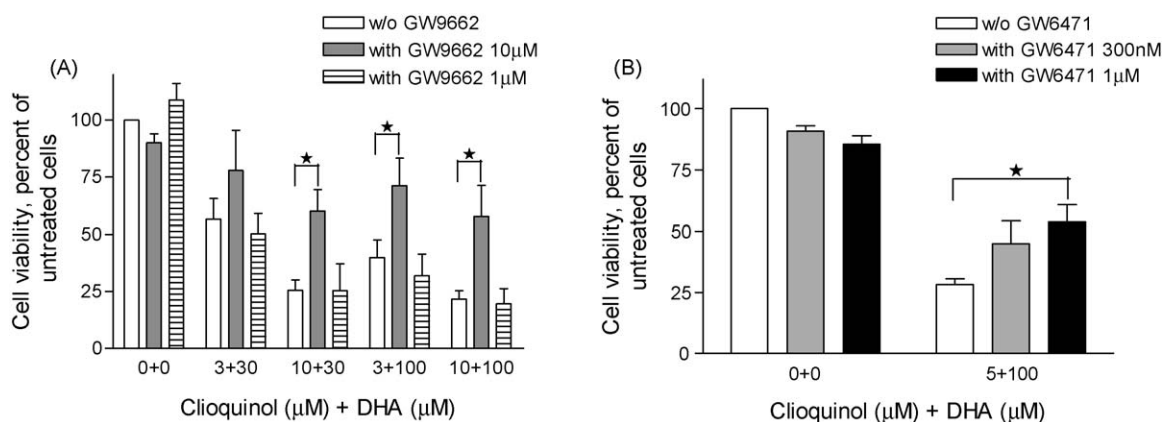 (A)
w/o GW9662
with GW9662 10μM
with GW9662 1μM
Cell viability, percent of
untreated cells
100
75
50
25
0
★
★
★
0+0 3+30 10+30 3+100 10+100
Clioquinol (μM) + DHA (μM)
(B)
w/o GW6471
with GW6471 300nM
with GW6471 1μM
Cell viability, percent of
untreated cells
100
75
50
25
0
★
0+0 5+100
Clioquinol (μM) + DHA (μM)